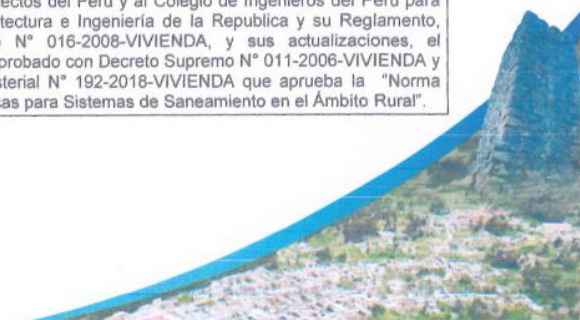 ectos del Perú y al Colegio de Ingenieros del Perú para
tectura e Ingeniería de la Republica y su Reglamento,
N° 016-2008-VIVIENDA, y sus actualizaciones, el
probado con Decreto Supremo N° 011-2006-VIVIENDA y
sterial N° 192-2018-VIVIENDA que aprueba la "Norma
cas para Sistemas de Saneamiento en el Ámbito Rural".